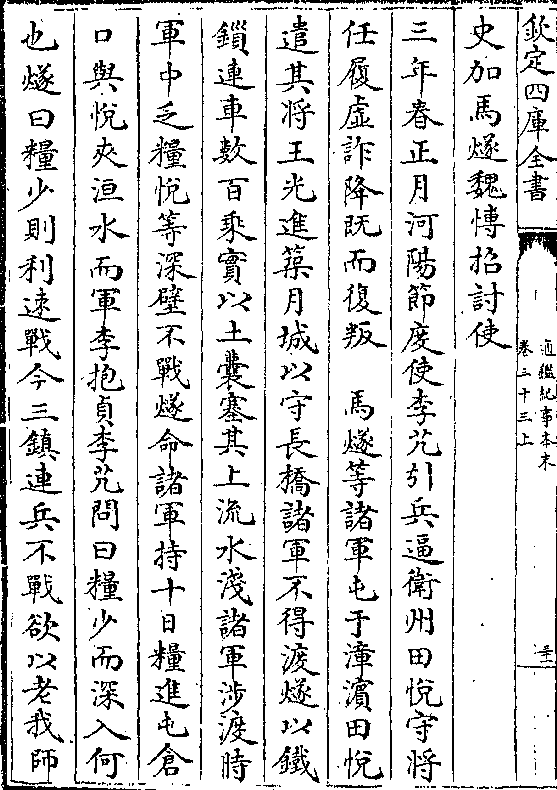 欽定四庫全書
通鑑紀事本末
卷三十三上
史加馬燧魏博招討使
三年春正月河陽節度使李艽引兵逼衛州田悅守將
任履虛詐降既而復叛　馬燧等諸軍屯于漳濱田悅
遣其將王光進築月城以守長橋諸軍不得渡燧以鐵
鎖連車數百乘實以土囊塞其上流水淺諸軍涉渡時
軍中乏糧悅等深壁不戰燧命諸軍持十日糧進屯倉
口與悅夾洹水而軍李抱貞李艽問曰糧少而深入何
也燧曰糧少則利速戰今三鎮連兵不戰欲以老我師